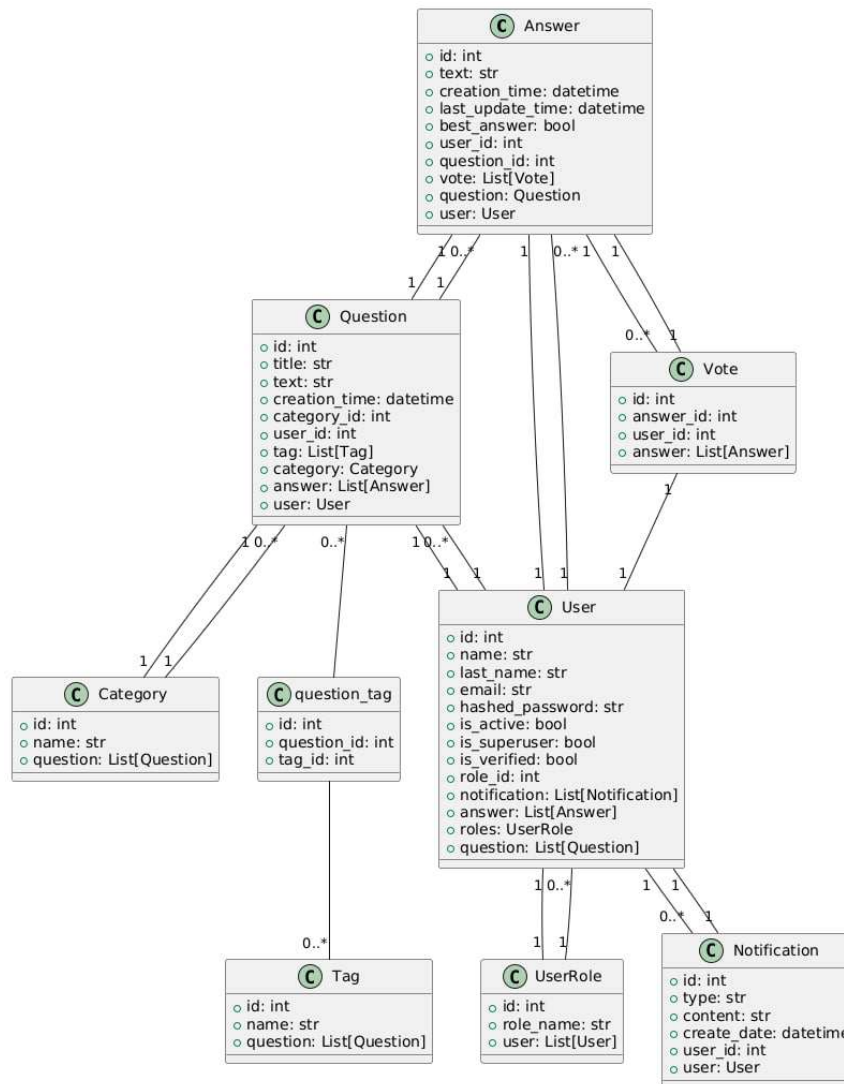 C Answer
id: int
text: str
creation_time: datetime
last_update_time: datetime
best_answer: bool
user_id: int
question_id: int
vote: List[Vote]
question: Question
user: User
1 0..* 1 0..* 1 1
1 1 0..* 1
C Question
id: int
title: str
text: str
creation_time: datetime
category_id: int
user_id: int
tag: List[Tag]
category: Category
answer: List[Answer]
user: User
C Vote
id: int
answer_id: int
user_id: int
answer: List[Answer]
1 0..* 0..* 1 0..* 1
1 1 1 1 1 1 1
C Category
id: int
name: str
question: List[Question]
C question_tag
id: int
question_id: int
tag_id: int
C User
id: int
name: str
last_name: str
email: str
hashed_password: str
is_active: bool
is_superuser: bool
is_verified: bool
role_id: int
notification: List[Notification]
answer: List[Answer]
roles: UserRole
question: List[Question]
1 0..* 1 1
0..* 1 1 0..* 1
C Tag
id: int
name: str
question: List[Question]
C UserRole
id: int
role_name: str
user: List[User]
C Notification
id: int
type: str
content: str
create_date: datetime
user_id: int
user: User